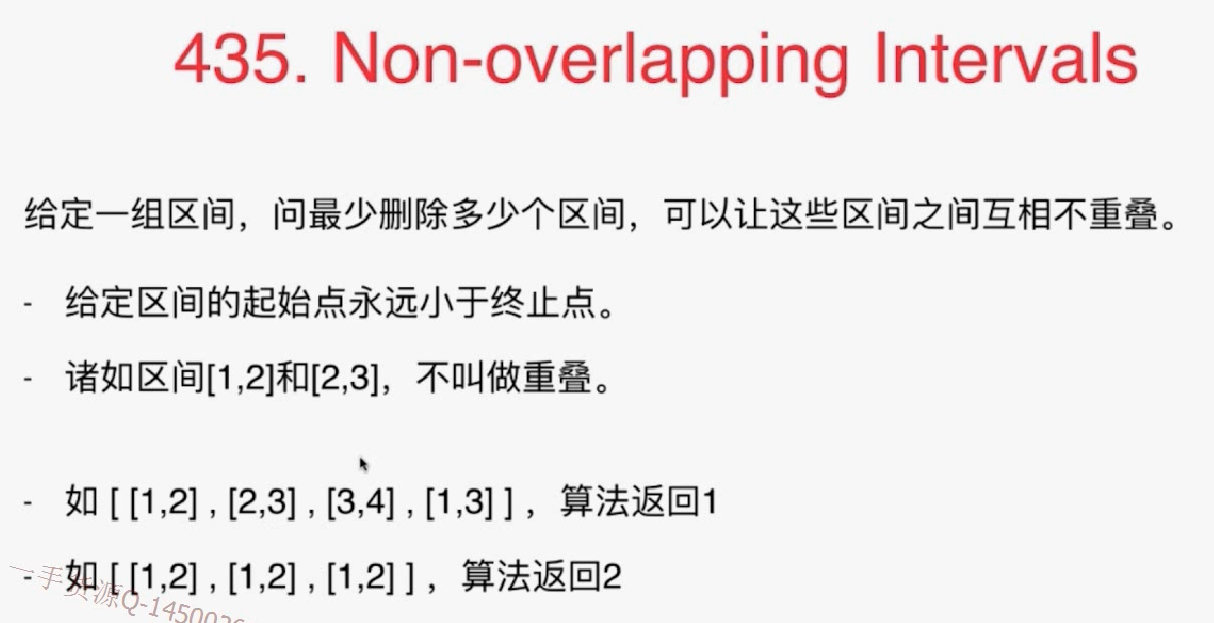 435. Non-overlapping Intervals
给定一组区间，问最少删除多少个区间，可以让这些区间之间互相不重叠。
- 给定区间的起始点永远小于终止点。
- 诸如区间[1,2]和[2,3]，不叫做重叠。
- 如 [ [1,2] , [2,3] , [3,4] , [1,3] ] ，算法返回1
- 如 [ [1,2] , [1,2] , [1,2] ] ，算法返回2
一手货源Q-145002